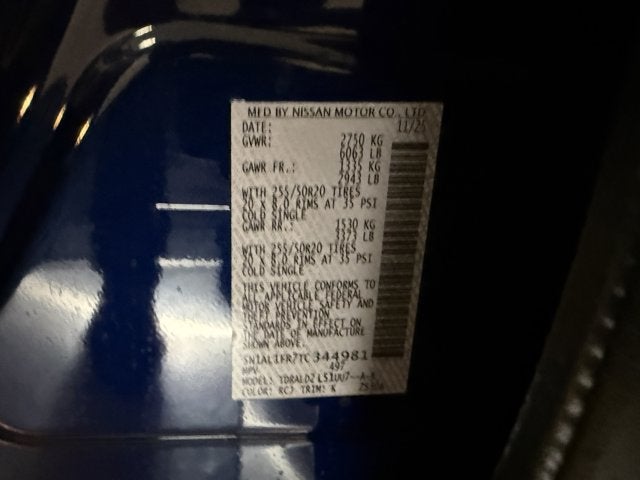 MFD BY NISSAN MOTOR CO., LTD
DATE: 11/25
GVWR: 2750 KG
6063 LB
GAWR FR.: 1335 KG
2943 LB
WITH 255/50R20 TIRES
20 X 8.0 RIMS AT 35 PSI
COLD SINGLE
GAWR RR.: 1530 KG
3373 LB
WITH 255/50R20 TIRES
20 X 8.0 RIMS AT 35 PSI
COLD SINGLE
THIS VEHICLE CONFORMS TO
ALL APPLICABLE FEDERAL
MOTOR VEHICLE SAFETY AND
THEFT PREVENTION
STANDARDS IN EFFECT ON
THE DATE OF MANUFACTURE
SHOWN ABOVE.
5N1AL1FR7TC344981
MPV 497
MODEL:
COLOR: RCJ TRIM: K